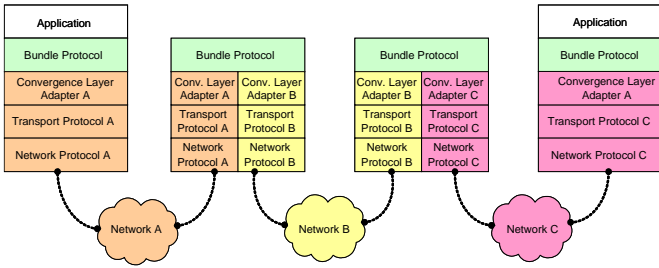 Application
Bundle Protocol
Convergence Layer
Adapter A
Transport Protocol A
Network Protocol A
Bundle Protocol
Conv. Layer
Adapter A
Conv. Layer
Adapter B
Transport
Protocol A
Transport
Protocol B
Network
Protocol A
Network
Protocol B
Bundle Protocol
Conv. Layer
Adapter B
Conv. Layer
Adapter C
Transport
Protocol B
Transport
Protocol C
Network
Protocol B
Network
Protocol C
Application
Bundle Protocol
Convergence Layer
Adapter A
Transport Protocol C
Network Protocol C
Network A
Network B
Network C